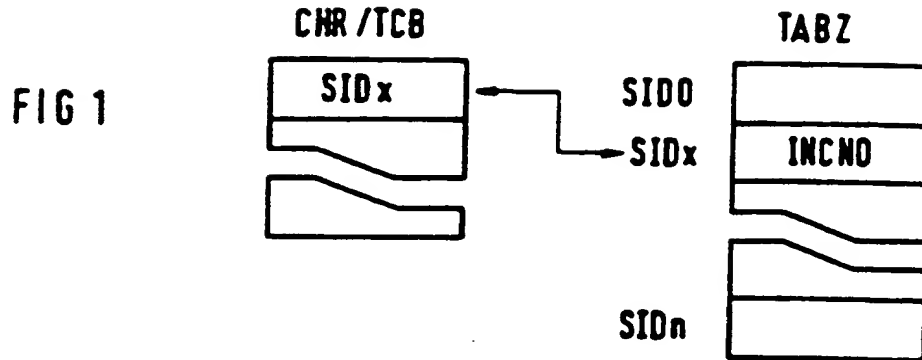 FIG 1
CHR/TCB
SIDx
TABZ
SID0
SIDx
INCNO
SIDn